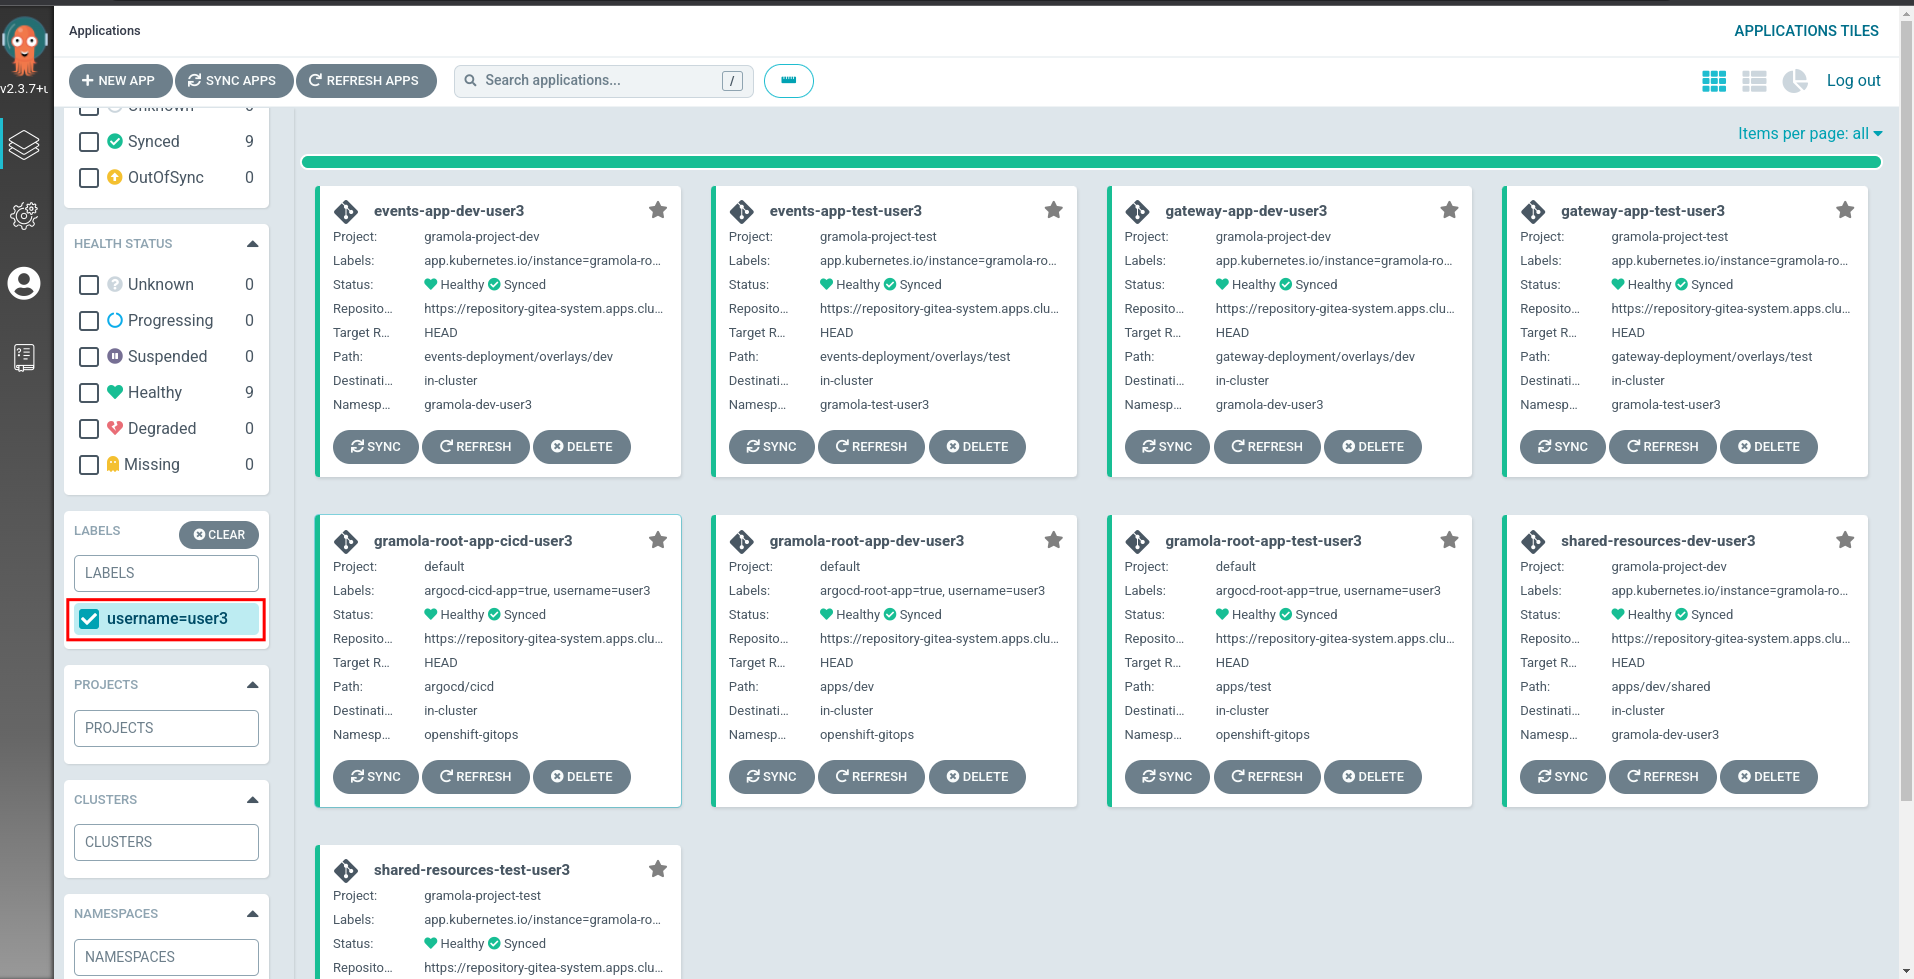 Applications
APPLICATIONS TILES
NEW APP
SYNC APPS
REFRESH APPS
Search applications...
/
Log out
v2.3.7+
Unknown
Synced 9
OutOfSync 0
HEALTH STATUS
Unknown 0
Progressing 0
Suspended 0
Healthy 9
Degraded 0
Missing 0
LABELS
CLEAR
LABELS
username=user3
PROJECTS
PROJECTS
CLUSTERS
CLUSTERS
NAMESPACES
NAMESPACES
Items per page: all
events-app-dev-user3
Project: gramola-project-dev
Labels: app.kubernetes.io/instance=gramola-ro...
Status: Healthy Synced
Reposito... https://repository-gitea-system.apps.clu...
Target R... HEAD
Path: events-deployment/overlays/dev
Destinati... in-cluster
Namesp... gramola-dev-user3
SYNC REFRESH DELETE
events-app-test-user3
Project: gramola-project-test
Labels: app.kubernetes.io/instance=gramola-ro...
Status: Healthy Synced
Reposito... https://repository-gitea-system.apps.clu...
Target R... HEAD
Path: events-deployment/overlays/test
Destinati... in-cluster
Namesp... gramola-test-user3
SYNC REFRESH DELETE
gateway-app-dev-user3
Project: gramola-project-dev
Labels: app.kubernetes.io/instance=gramola-ro...
Status: Healthy Synced
Reposito... https://repository-gitea-system.apps.clu...
Target R... HEAD
Path: gateway-deployment/overlays/dev
Destinati... in-cluster
Namesp... gramola-dev-user3
SYNC REFRESH DELETE
gateway-app-test-user3
Project: gramola-project-test
Labels: app.kubernetes.io/instance=gramola-ro...
Status: Healthy Synced
Reposito... https://repository-gitea-system.apps.clu...
Target R... HEAD
Path: gateway-deployment/overlays/test
Destinati... in-cluster
Namesp... gramola-test-user3
SYNC REFRESH DELETE
gramola-root-app-cicd-user3
Project: default
Labels: argocd-cicd-app=true, username=user3
Status: Healthy Synced
Reposito... https://repository-gitea-system.apps.clu...
Target R... HEAD
Path: argocd/cicd
Destinati... in-cluster
Namesp... openshift-gitops
SYNC REFRESH DELETE
gramola-root-app-dev-user3
Project: default
Labels: argocd-root-app=true, username=user3
Status: Healthy Synced
Reposito... https://repository-gitea-system.apps.clu...
Target R... HEAD
Path: apps/dev
Destinati... in-cluster
Namesp... openshift-gitops
SYNC REFRESH DELETE
gramola-root-app-test-user3
Project: default
Labels: argocd-root-app=true, username=user3
Status: Healthy Synced
Reposito... https://repository-gitea-system.apps.clu...
Target R... HEAD
Path: apps/test
Destinati... in-cluster
Namesp... openshift-gitops
SYNC REFRESH DELETE
shared-resources-dev-user3
Project: gramola-project-dev
Labels: app.kubernetes.io/instance=gramola-ro...
Status: Healthy Synced
Reposito... https://repository-gitea-system.apps.clu...
Target R... HEAD
Path: apps/dev/shared
Destinati... in-cluster
Namesp... gramola-dev-user3
SYNC REFRESH DELETE
shared-resources-test-user3
Project: gramola-project-test
Labels: app.kubernetes.io/instance=gramola-ro...
Status: Healthy Synced
Reposito... https://repository-gitea-system.apps.clu...